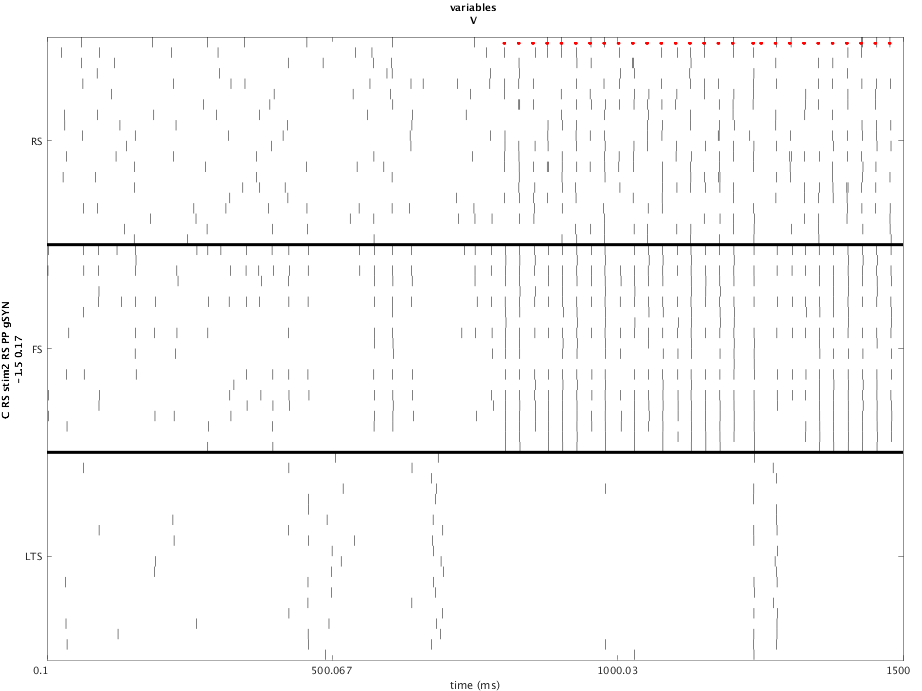 variables
V
C RS stim2 RS PP gSYN
-1.5 0.17
RS
FS
LTS
0.1
500.067
1000.03
1500
time (ms)